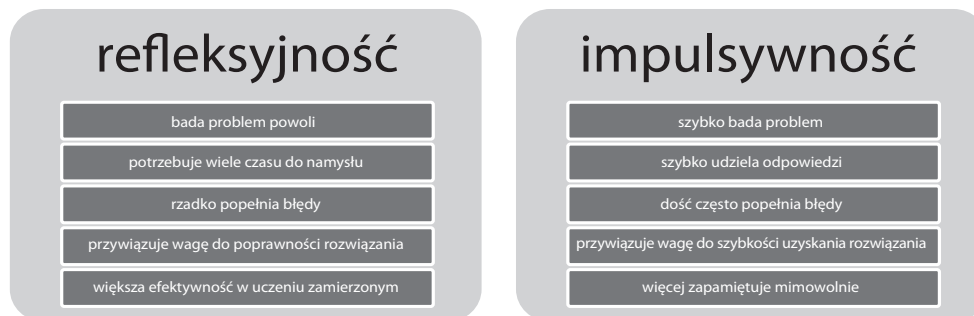 refleksyjność
bada problem powoli
potrzebuje wiele czasu do namysłu
rzadko popełnia błędy
przywiązuje wagę do poprawności rozwiązania
większa efektywność w uczeniu zamierzonym
impulsywność
szybko bada problem
szybko udziela odpowiedzi
dość często popełnia błędy
przywiązuje wagę do szybkości uzyskania rozwiązania
więcej zapamiętuje mimowolnie